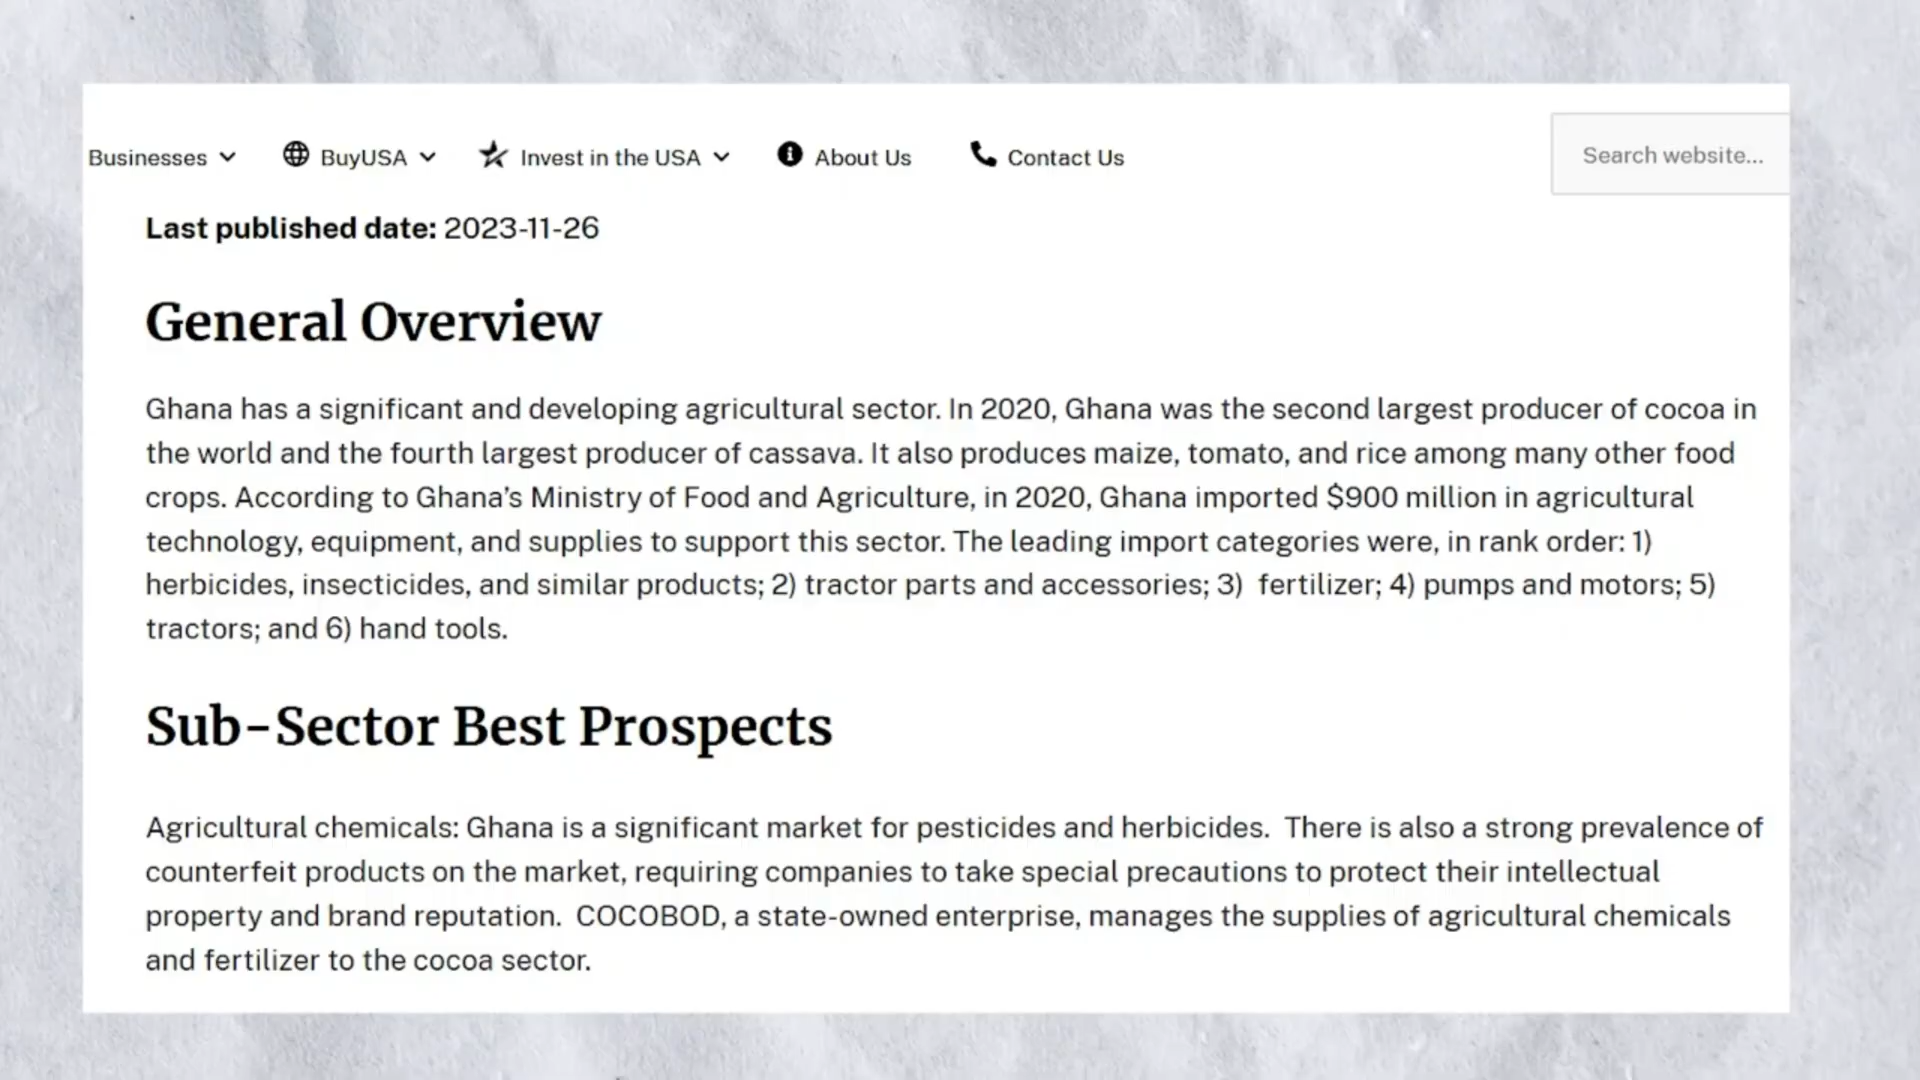 Businesses BuyUSA Invest in the USA About Us Contact Us Search website...
Last published date: 2023-11-26
General Overview
Ghana has a significant and developing agricultural sector. In 2020, Ghana was the second largest producer of cocoa in
the world and the fourth largest producer of cassava. It also produces maize, tomato, and rice among many other food
crops. According to Ghana’s Ministry of Food and Agriculture, in 2020, Ghana imported $900 million in agricultural
technology, equipment, and supplies to support this sector. The leading import categories were, in rank order: 1)
herbicides, insecticides, and similar products; 2) tractor parts and accessories; 3)  fertilizer; 4) pumps and motors; 5)
tractors; and 6) hand tools.
Sub-Sector Best Prospects
Agricultural chemicals: Ghana is a significant market for pesticides and herbicides.  There is also a strong prevalence of
counterfeit products on the market, requiring companies to take special precautions to protect their intellectual
property and brand reputation.  COCOBOD, a state-owned enterprise, manages the supplies of agricultural chemicals
and fertilizer to the cocoa sector.